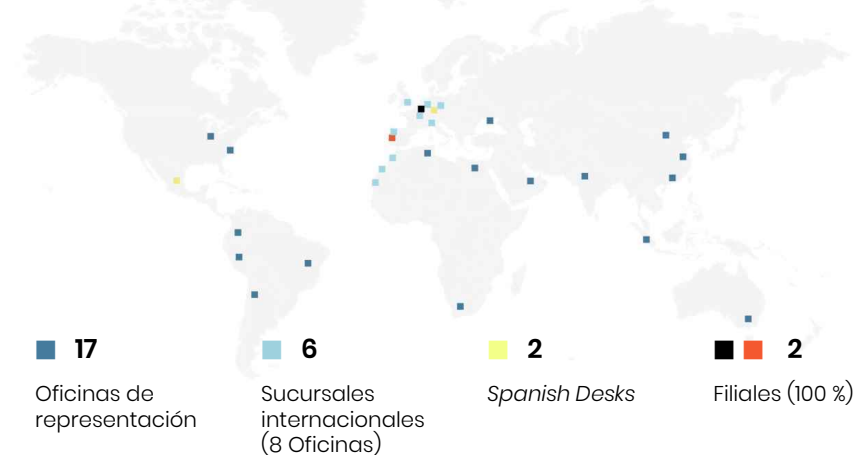 17
Oficinas de
representación
6
Sucursales
internacionales
(8 Oficinas)
2
Spanish Desks
2
Filiales (100 %)